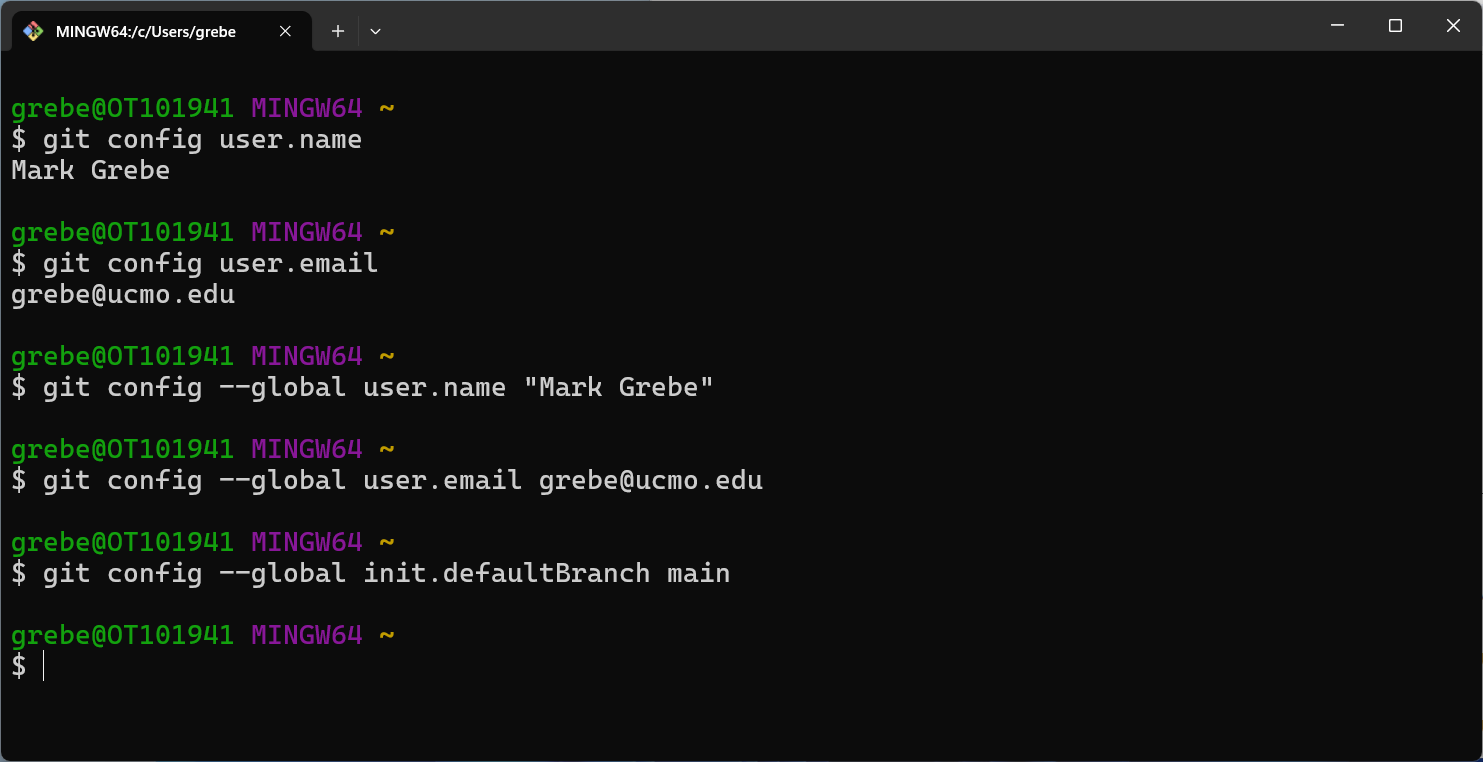 MINGW64:/c/Users/grebe
grebe@OT101941 MINGW64 ~
$ git config user.name
Mark Grebe
grebe@OT101941 MINGW64 ~
$ git config user.email
grebe@ucmo.edu
grebe@OT101941 MINGW64 ~
$ git config --global user.name "Mark Grebe"
grebe@OT101941 MINGW64 ~
$ git config --global user.email grebe@ucmo.edu
grebe@OT101941 MINGW64 ~
$ git config --global init.defaultBranch main
grebe@OT101941 MINGW64 ~
$